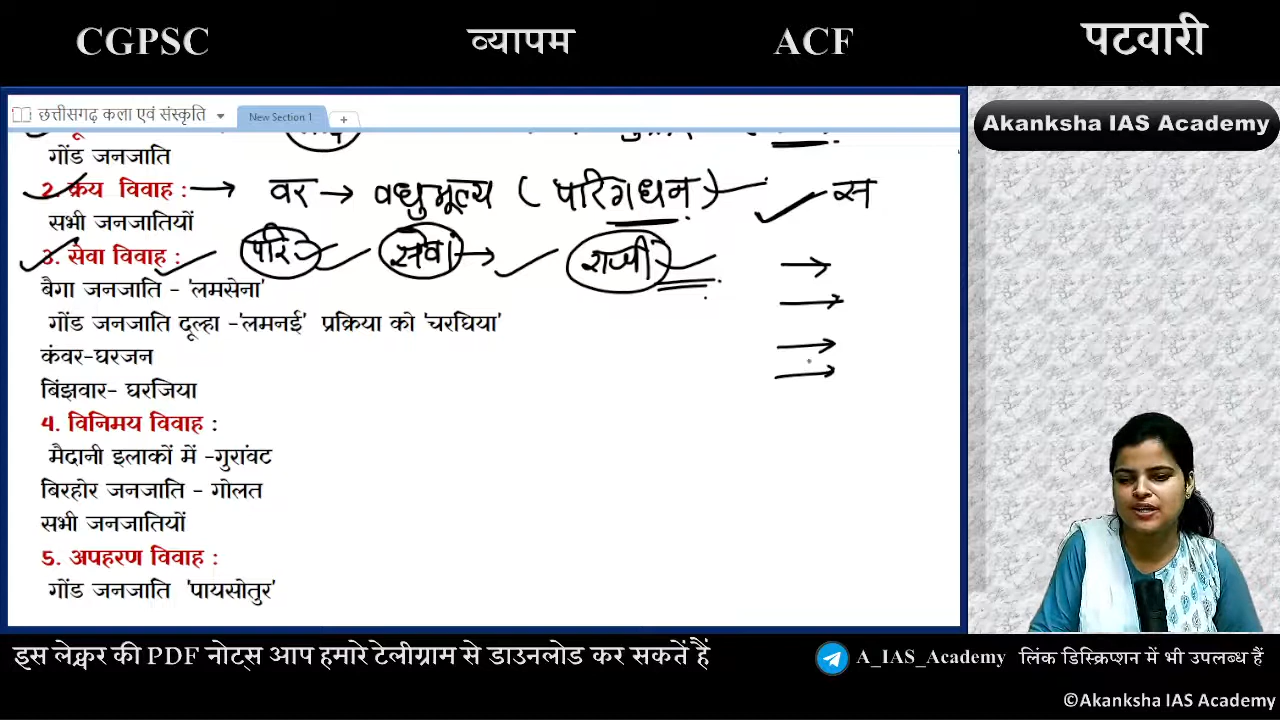 CGPSC व्यापम ACF पटवारी
छत्तीसगढ़ कला एवं संस्कृति New Section 1 +
Akanksha IAS Academy
गोंड जनजाति
2. क्रय विवाह : → वर → वधुमूल्य ( परिगधन ) स
सभी जनजातियों
3. सेवा विवाह : परि सेवा → राजी
बैगा जनजाति - 'लमसेना'
गोंड जनजाति दूल्हा -'लमनई' प्रक्रिया को 'चरघिया'
कंवर-घरजन
बिंझवार- घरजिया
4. विनिमय विवाह :
मैदानी इलाकों में -गुरांवट
बिरहोर जनजाति - गोलत
सभी जनजातियों
5. अपहरण विवाह :
गोंड जनजाति 'पायसोतुर'
इस लेक्चर की PDF नोट्स आप हमारे टेलीग्राम से डाउनलोड कर सकतें हैं A_IAS_Academy लिंक डिस्क्रिप्शन में भी उपलब्ध हैं
©Akanksha IAS Academy